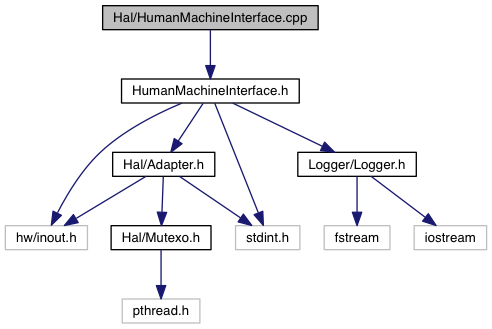 Hal/HumanMachineInterface.cpp
HumanMachineInterface.h
Hal/Adapter.h
Logger/Logger.h
hw/inout.h
Hal/Mutexo.h
stdint.h
fstream
iostream
pthread.h